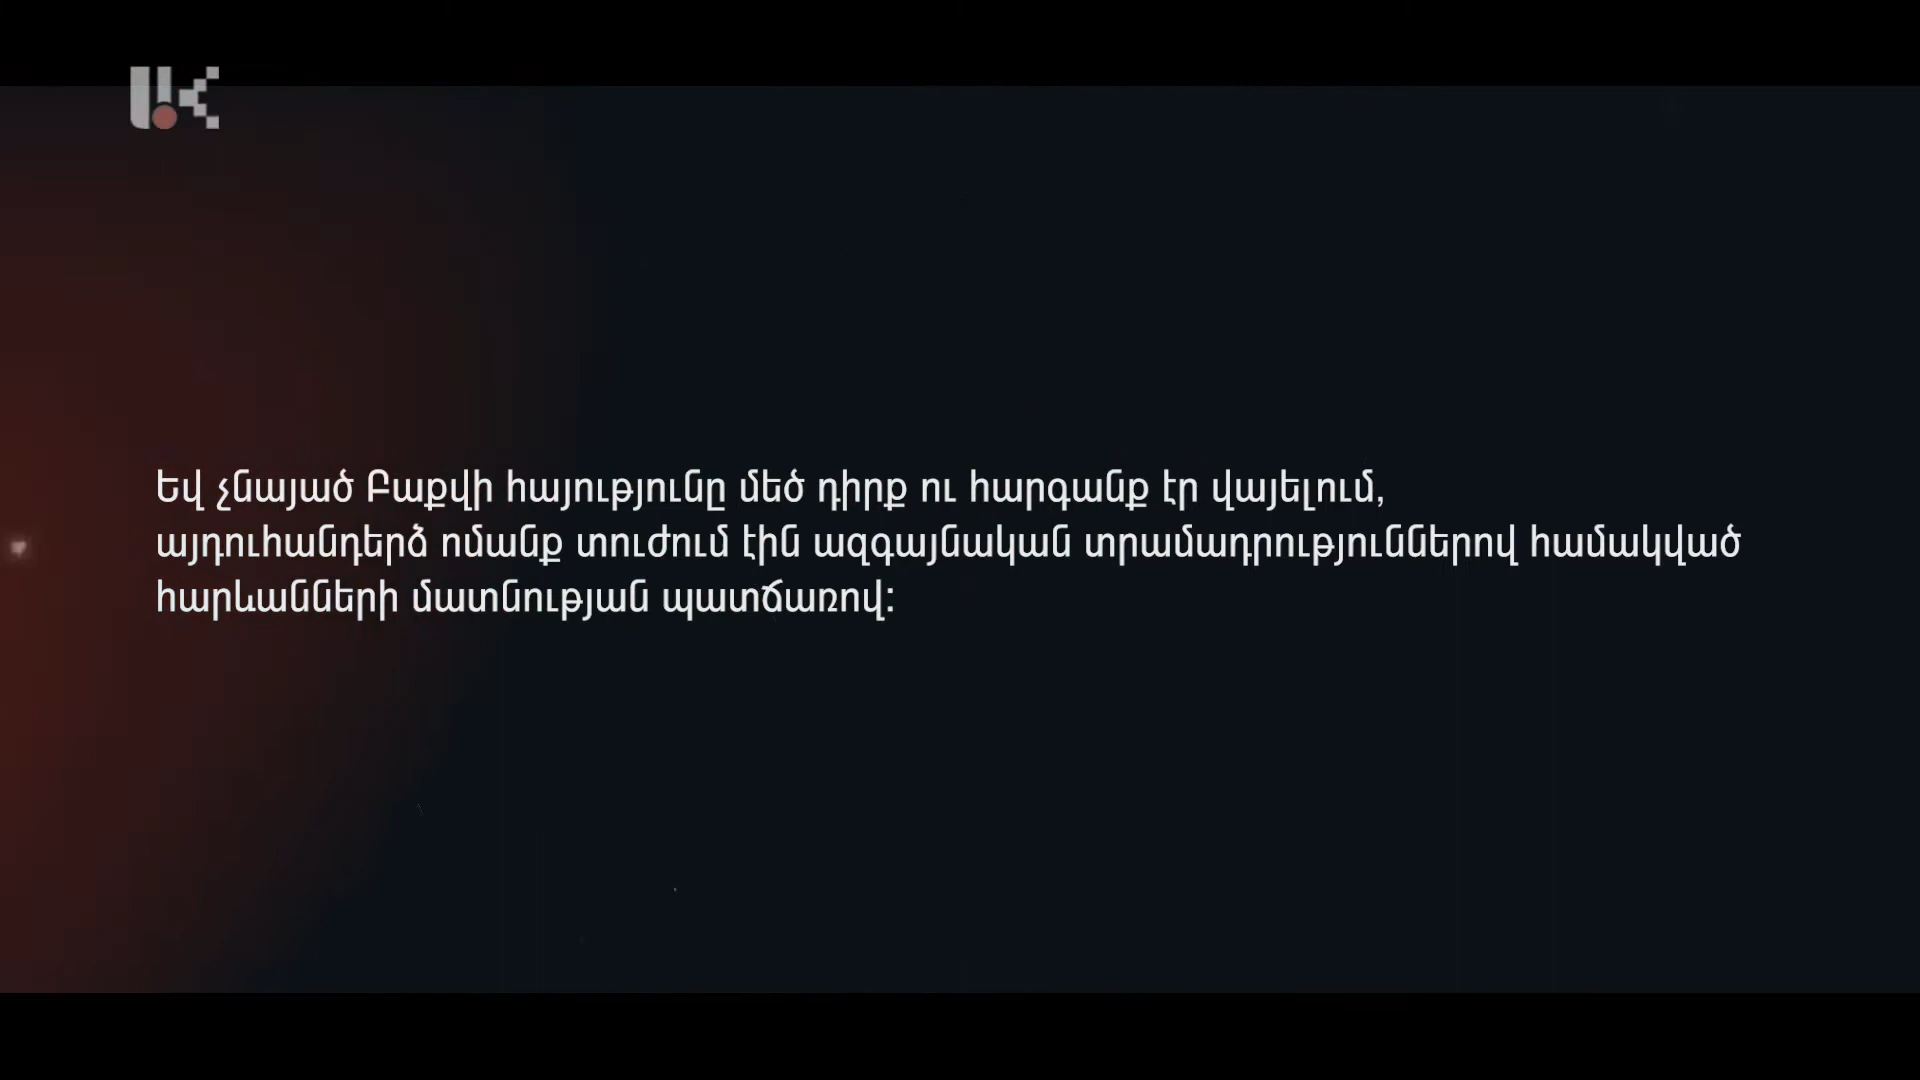 Եվ չնայած Բաքվի հայությունը մեծ դիրք ու հարգանք էր վայելում,
այդուհանդերձ ոմանք տուժում էին ազգայնական տրամադրություններով համակված
հարևանների մատնության պատճառով: